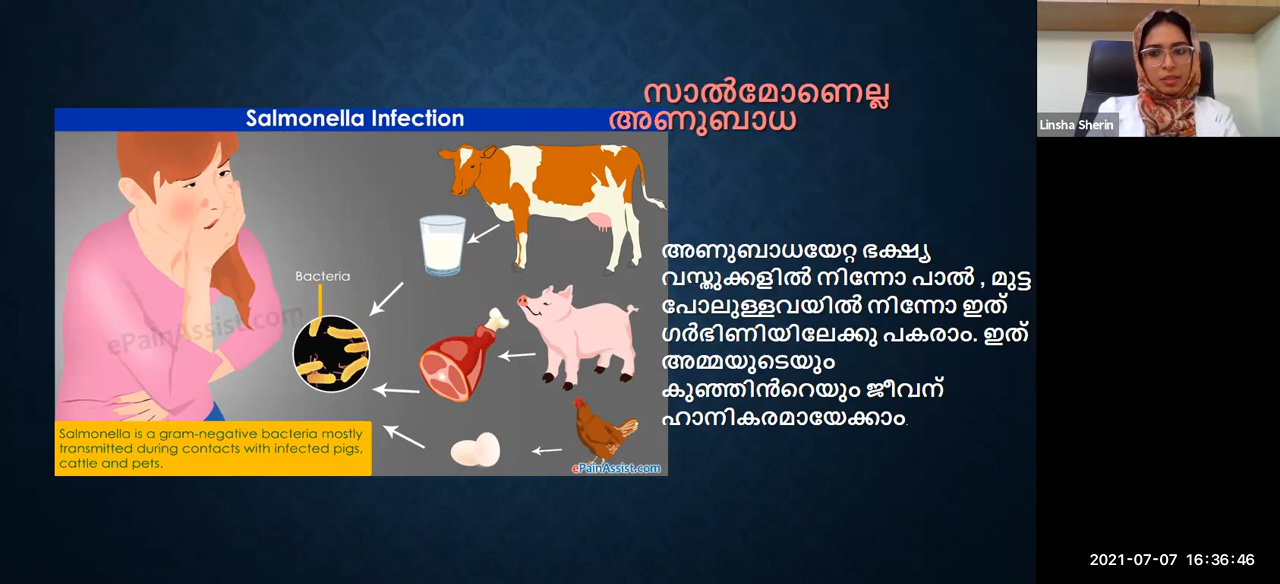 സാൽമോണെല്ല
അണുബാധ
Salmonella Infection
Linsha Sherin
Bacteria
ePainAssist.com
അണുബാധയേറ്റ ഭക്ഷ്യ
വസ്തുക്കളിൽ നിന്നോ പാൽ , മുട്ട
പോലുള്ളവയിൽ നിന്നോ ഇത്
ഗർഭിണിയിലേക്കു പകരാം. ഇത്
അമ്മയുടെയും
കുഞ്ഞിൻറെയും ജീവന്
ഹാനികരമായേക്കാം.
Salmonella is a gram-negative bacteria mostly
transmitted during contacts with infected pigs,
cattle and pets.
ePainAssist.com
2021-07-07 16:36:46